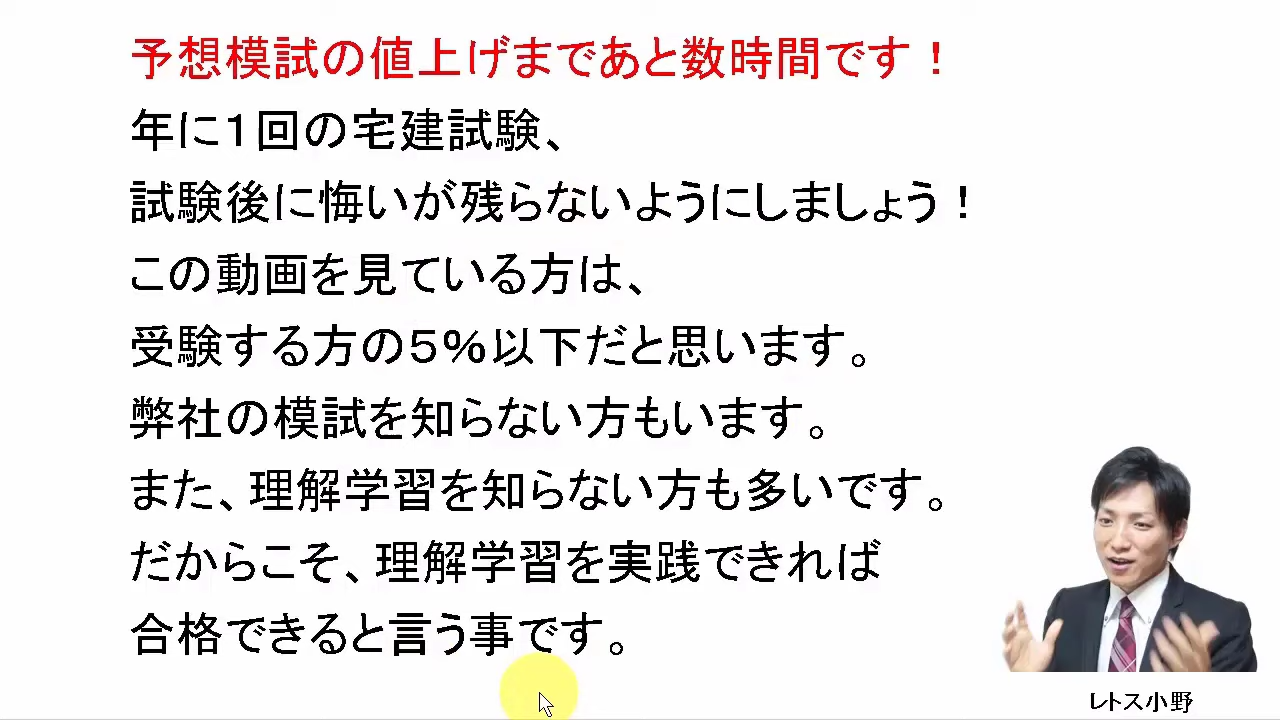 予想模試の値上げまであと数時間です！
年に１回の宅建試験、
試験後に悔いが残らないようにしましょう！
この動画を見ている方は、
受験する方の５％以下だと思います。
弊社の模試を知らない方もいます。
また、理解学習を知らない方も多いです。
だからこそ、理解学習を実践できれば
合格できると言う事です。
レトス小野